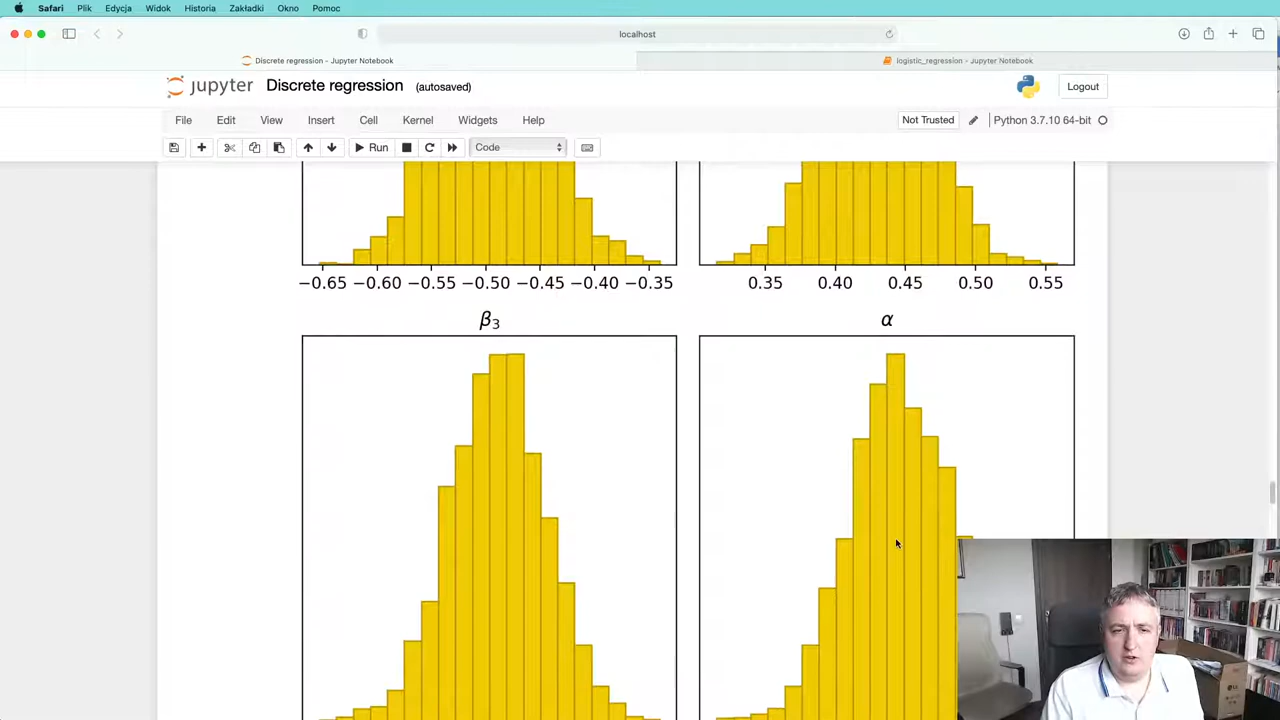 Safari Plik Edycja Widok Historia Zakładki Okno Pomoc
localhost
Discrete regression - Jupyter Notebook
logistic_regression - Jupyter Notebook
jupyter Discrete regression (autosaved)
Logout
File Edit View Insert Cell Kernel Widgets Help
Not Trusted
Python 3.7.10 64-bit
Run
Code
−0.65 −0.60 −0.55 −0.50 −0.45 −0.40 −0.35
0.35 0.40 0.45 0.50 0.55
β₃
α